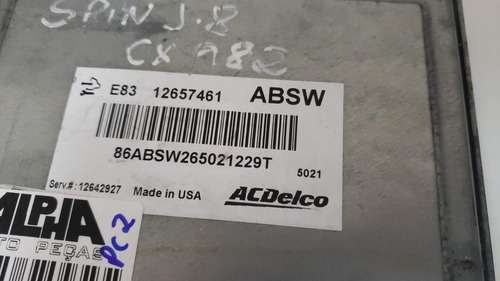 SPIN 1.8
CX 982
E83 12657461 ABSW
86ABSW265021229T
5021
Serv.#: 12642927 Made in USA ACDelco
ALPHA
TO PEÇAS
PC2